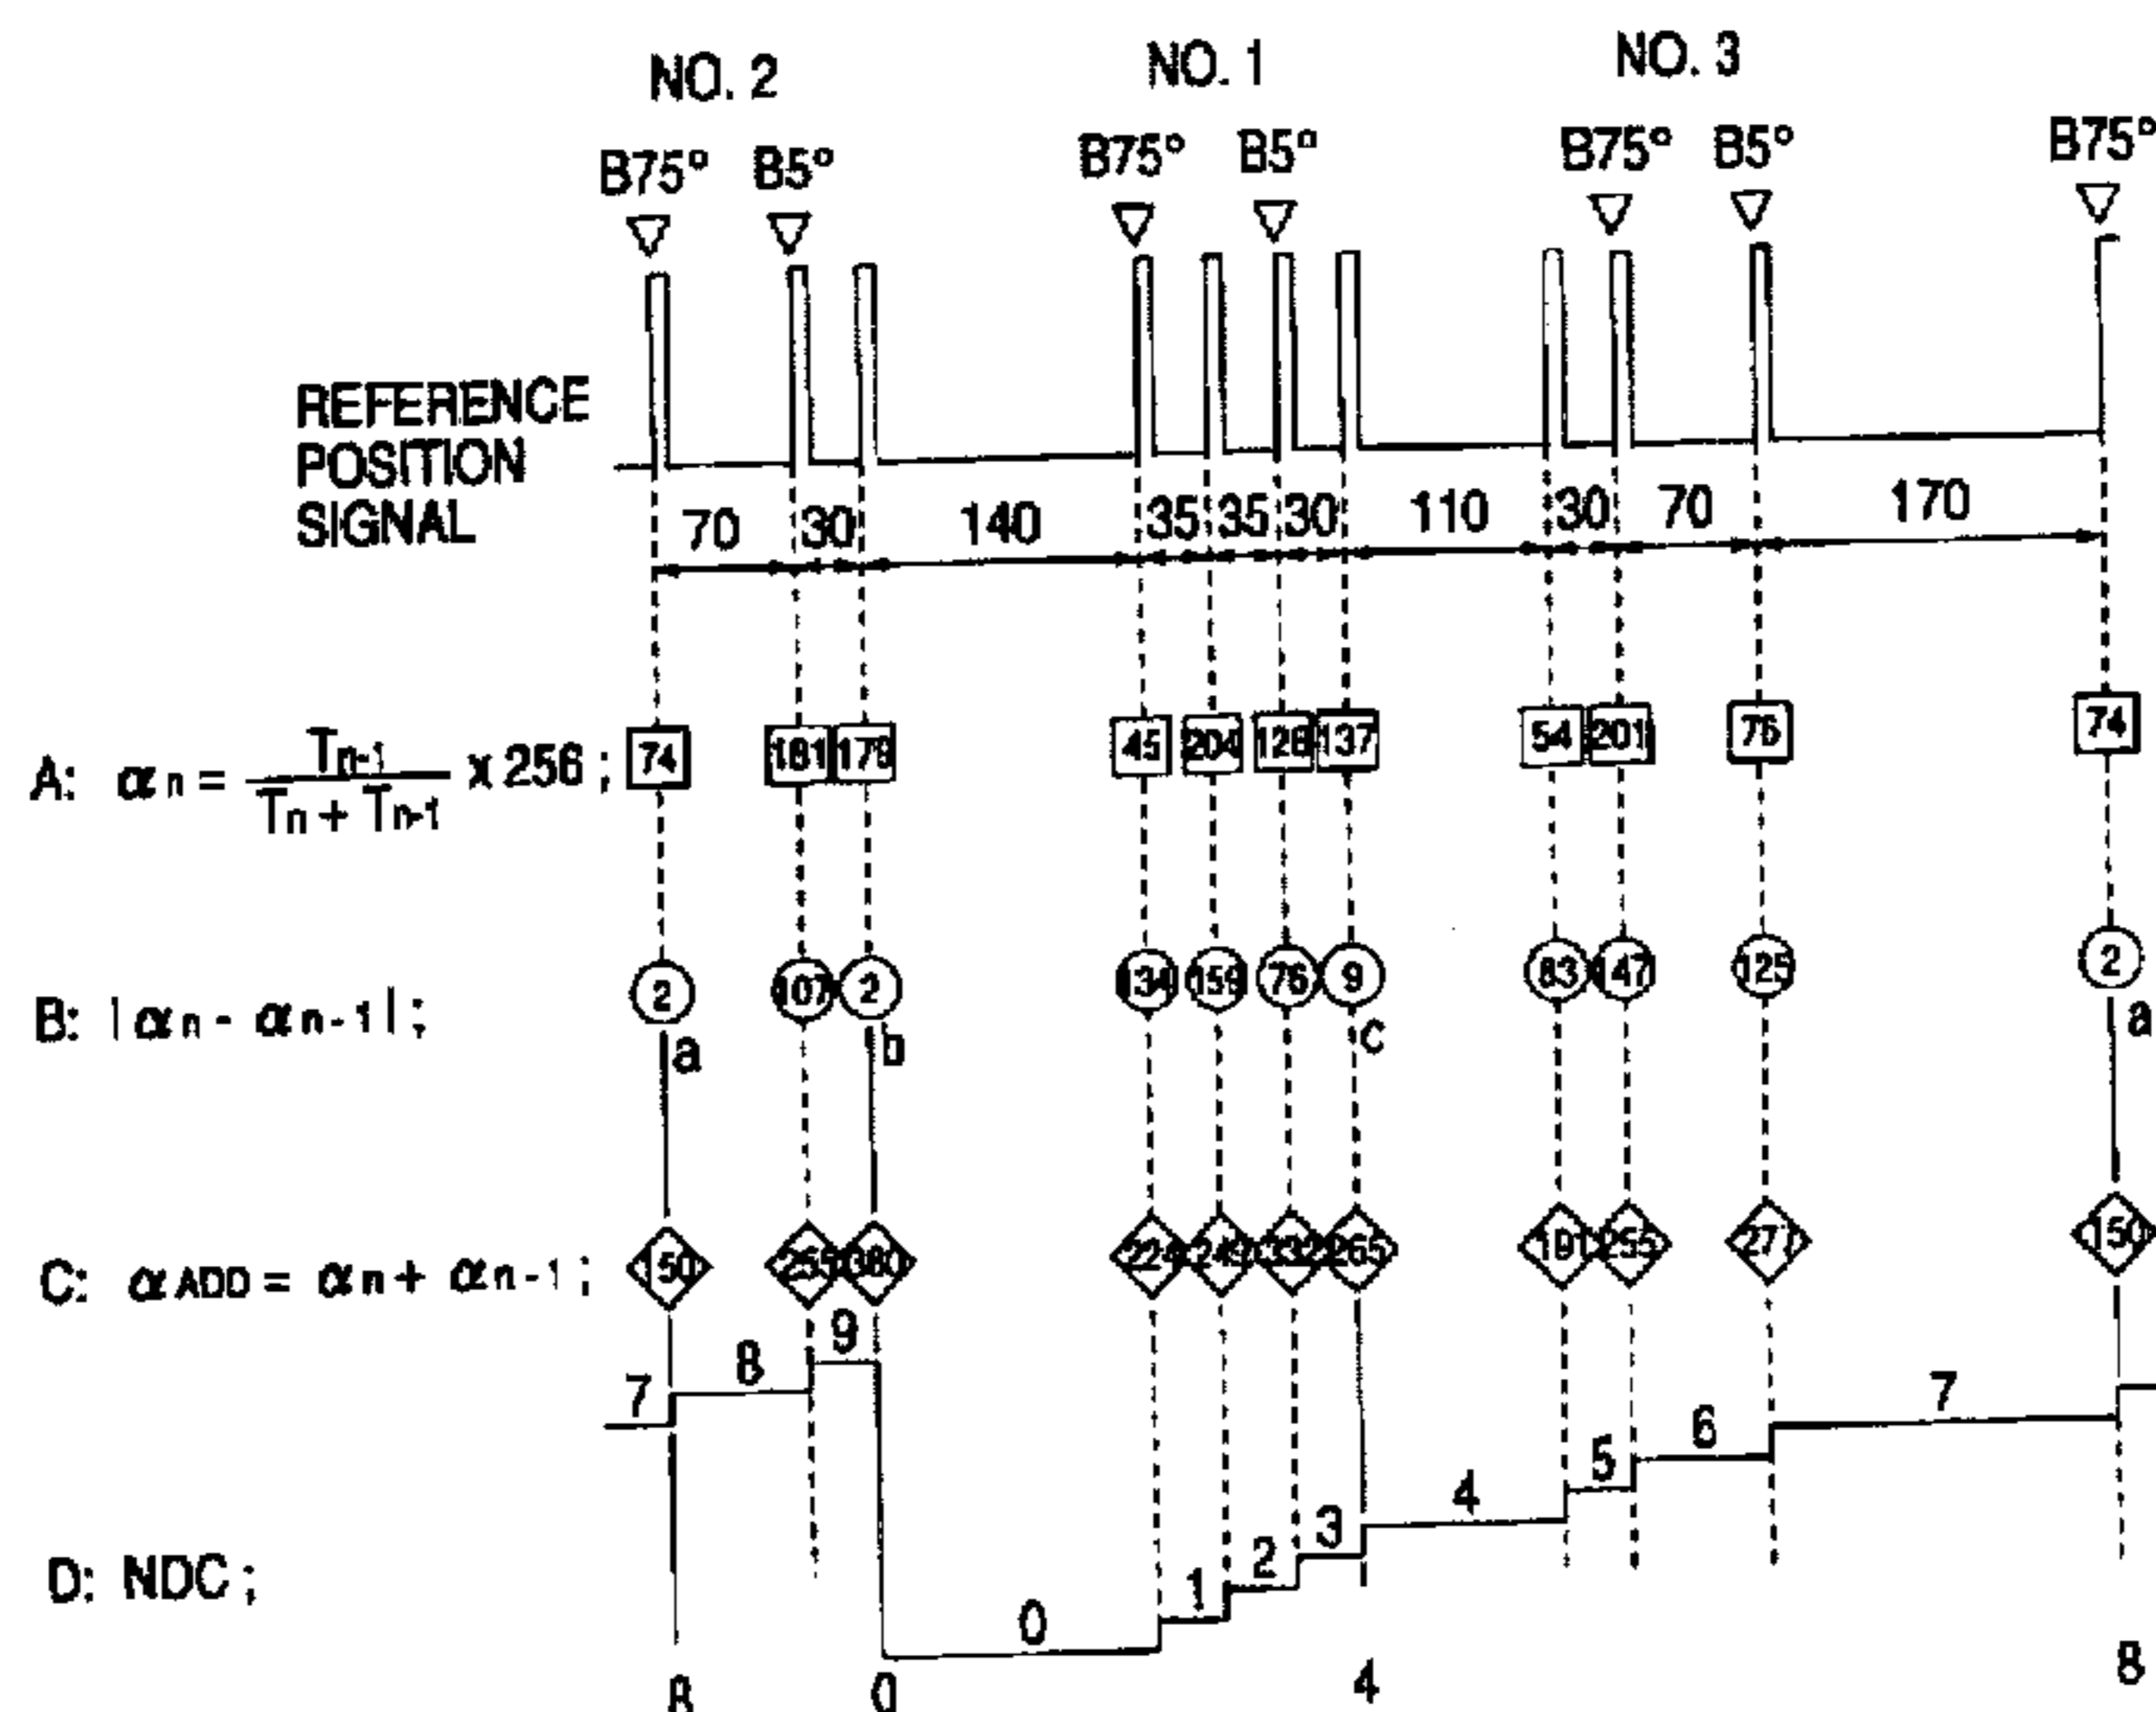 NO. 2 NO. 1 NO. 3
B75° B5° B75° B5° B75° B5° B75°
REFERENCE
POSITION
SIGNAL
70 30 140 35 35 30 110 30 70 170
A: αn = Tn-1 / Tn + Tn-1 x 256 ; 74 181 179 45 204 128 137 54 201 76 74
B: | αn - αn-1 | ; 2 107 2 134 159 76 9 83 147 125 2
a b c a
C: α ADD = αn + αn-1 ; 150 255 360 224 249 332 265 191 255 277 150
7 8 9 0 1 2 3 4 5 6 7
D: NDC ;
8 0 4 8